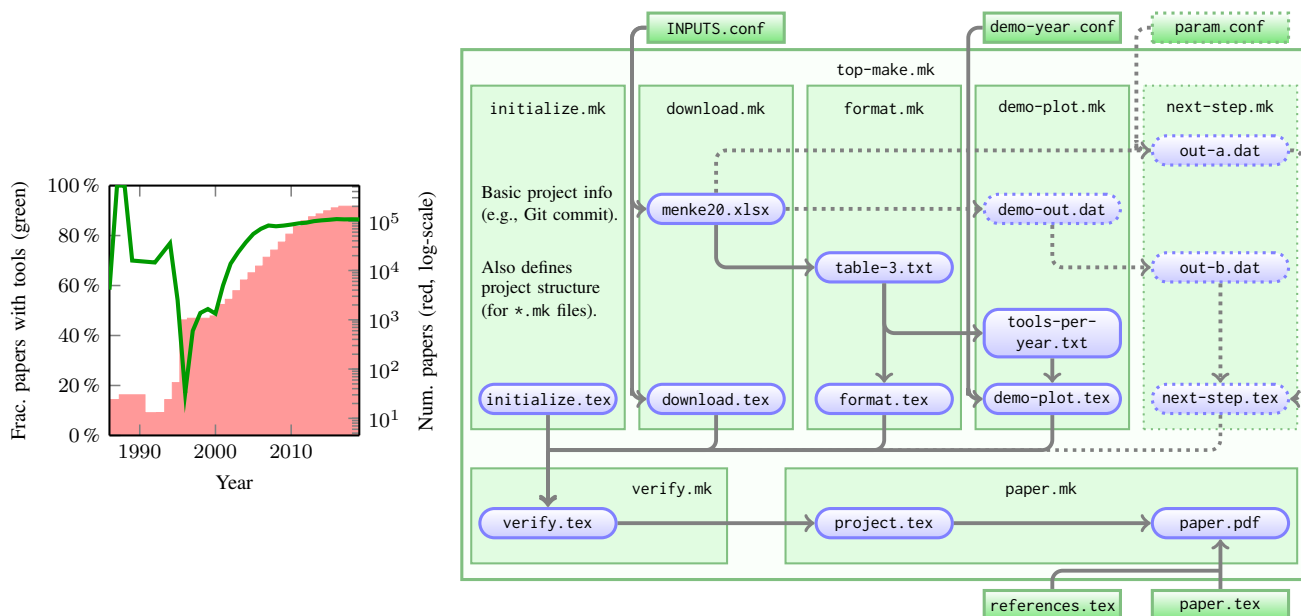 Frac. papers with tools (green)
100 %
80 %
60 %
40 %
20 %
0 %
1990
2000
2010
Year
10^5
10^4
10^3
10^2
10^1
Num. papers (red, log-scale)
INPUTS.conf
demo-year.conf
param.conf
top-make.mk
initialize.mk
download.mk
format.mk
demo-plot.mk
next-step.mk
out-a.dat
Basic project info
(e.g., Git commit).
menke20.xlsx
demo-out.dat
Also defines
project structure
(for *.mk files).
table-3.txt
out-b.dat
tools-per-
year.txt
initialize.tex
download.tex
format.tex
demo-plot.tex
next-step.tex
verify.mk
paper.mk
verify.tex
project.tex
paper.pdf
references.tex
paper.tex